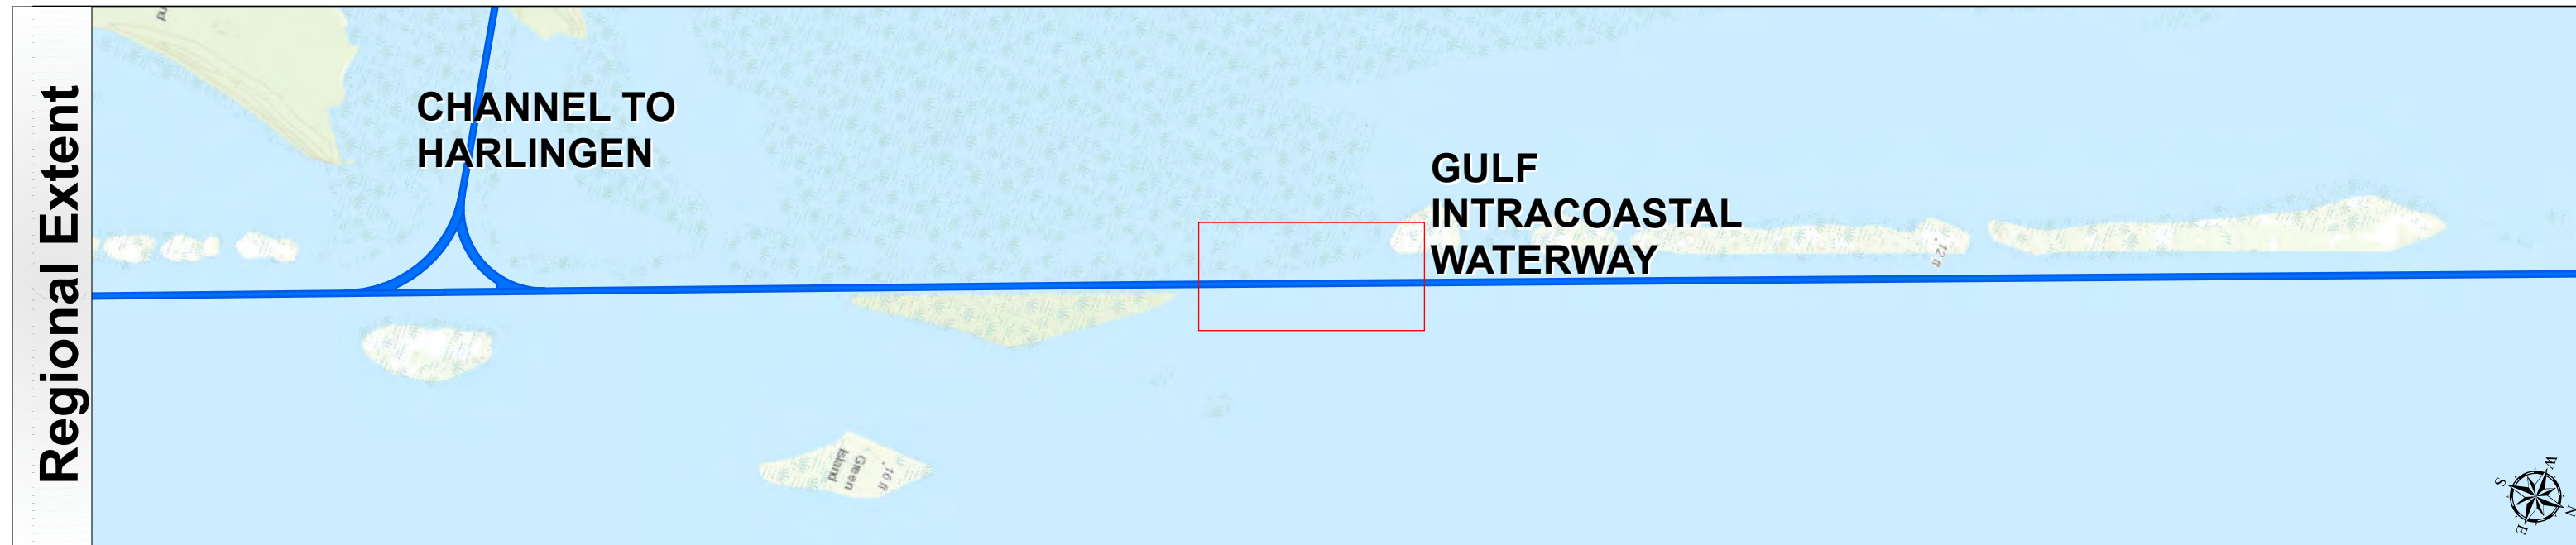 Regional Extent
CHANNEL TO
HARLINGEN
GULF
INTRACOASTAL
WATERWAY
12 ft
Green
Island
16 ft
W
S
N
E